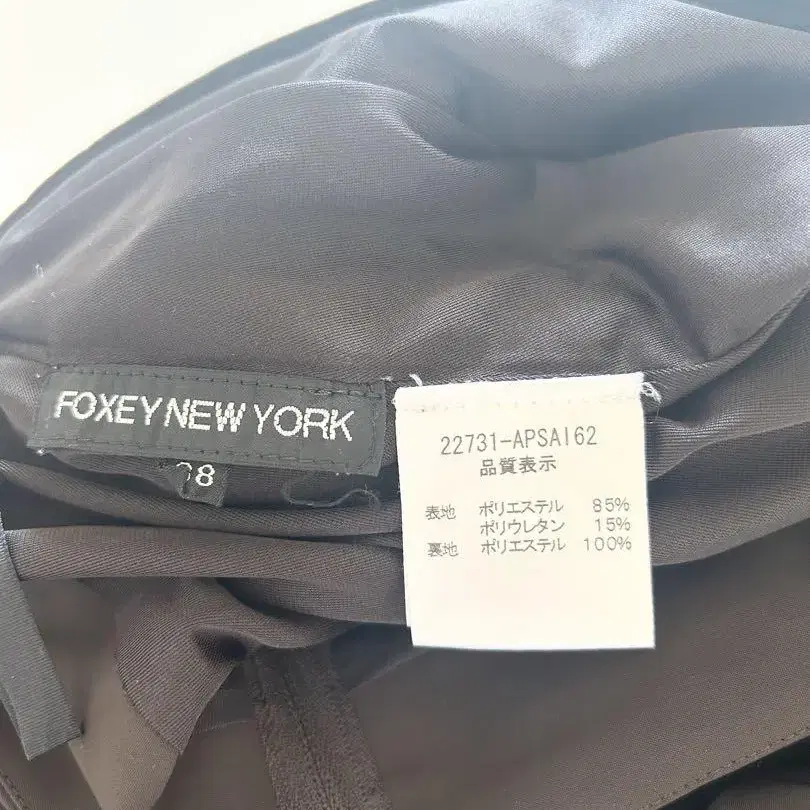 FOXEY NEW YORK
38
22731-APSAI62
品質表示
表地 ポリエステル 85%
ポリウレタン 15%
裏地 ポリエステル 100%